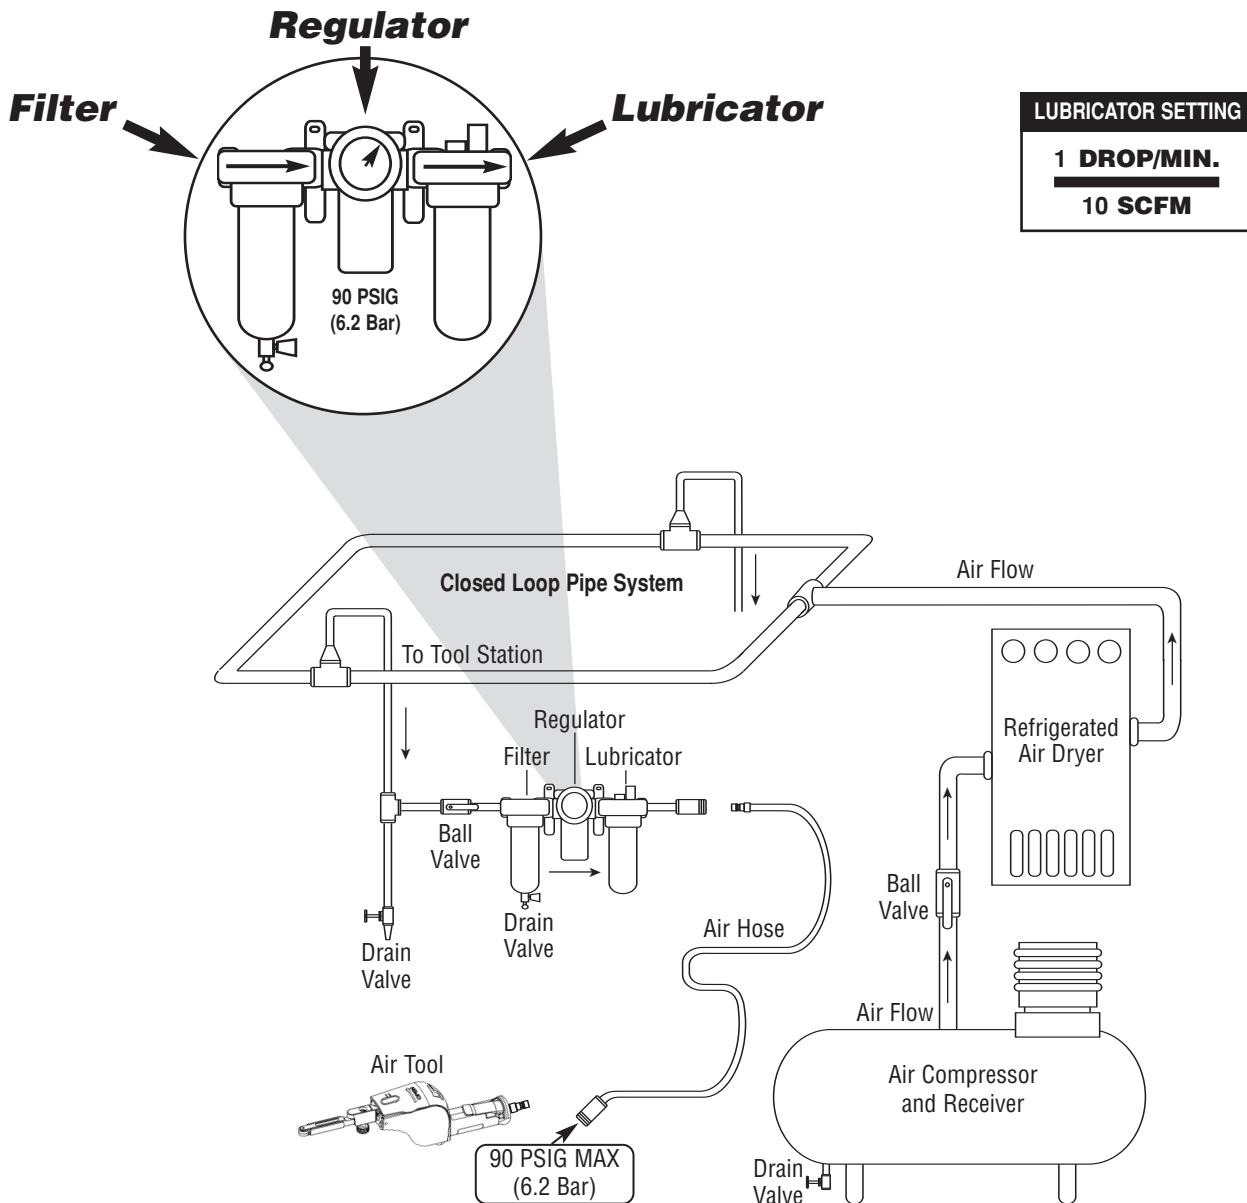 Regulator
Filter
Lubricator
LUBRICATOR SETTING
1 DROP/MIN.
10 SCFM
90 PSIG
(6.2 Bar)
Closed Loop Pipe System
Air Flow
To Tool Station
Regulator
Filter
Lubricator
Refrigerated
Air Dryer
Ball
Valve
Drain
Valve
Drain
Valve
Air Hose
Ball
Valve
Air Flow
Air Tool
Air Compressor
and Receiver
90 PSIG MAX
(6.2 Bar)
Drain
Valve